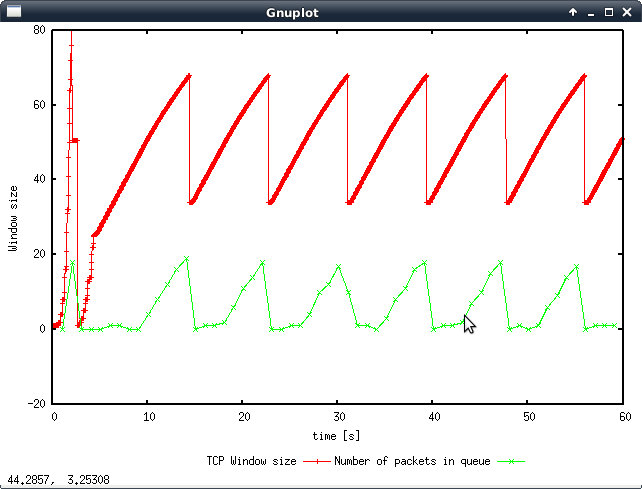 Gnuplot
80
60
40
20
0
-20
Window size
0 10 20 30 40 50 60
time [s]
TCP Window size Number of packets in queue
44.2857, 3.25308